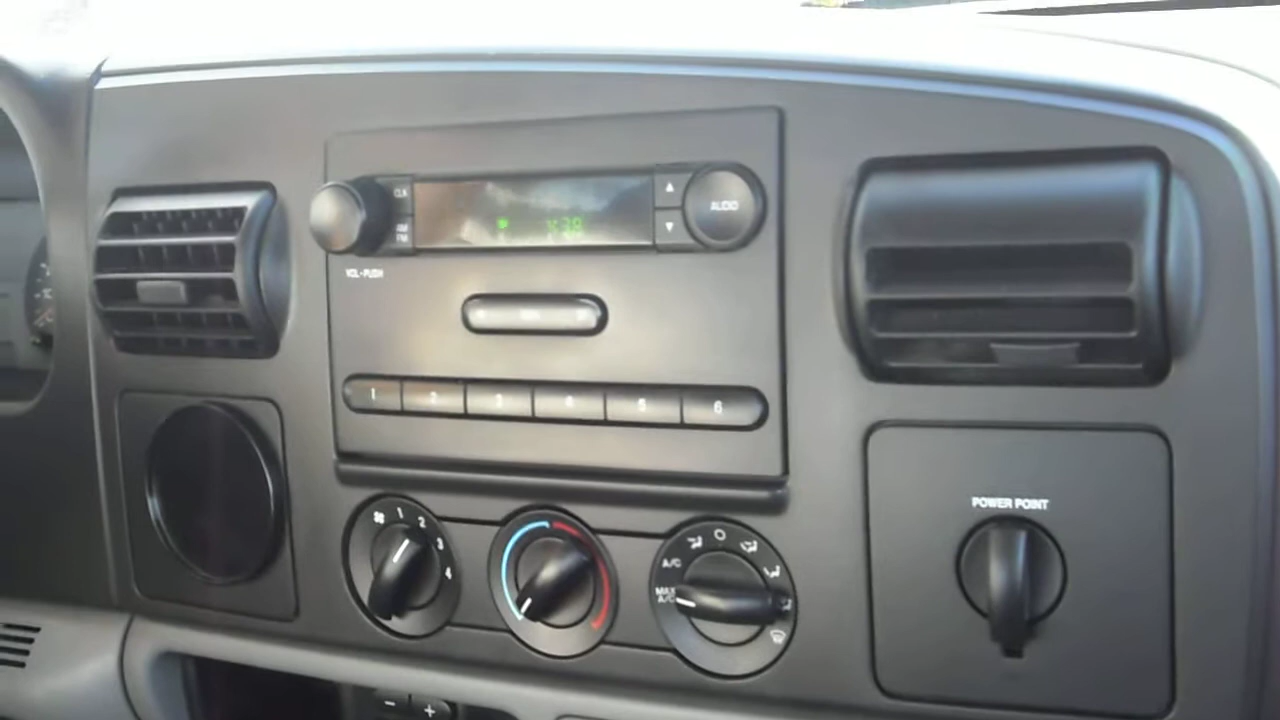 CLK
AUDIO
AM
FM
VOL - PUSH
1 2 3 4 5 6
POWER POINT
1 2 3 4
A/C
MAX
A/C
- +